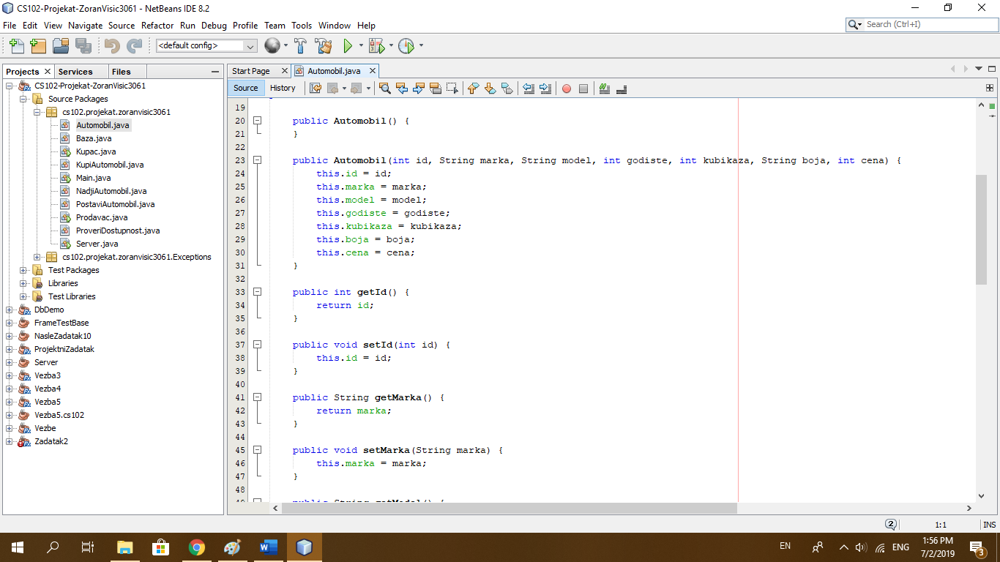 CS102-Projekat-ZoranVisic3061 - NetBeans IDE 8.2
File Edit View Navigate Source Refactor Run Debug Profile Team Tools Window Help
Search (Ctrl+I)
<default config>
Projects Services Files
CS102-Projekat-ZoranVisic3061
Source Packages
cs102.projekat.zoranvisic3061
Automobil.java
Baza.java
Kupac.java
KupiAutomobil.java
Main.java
NadjiAutomobil.java
PostaviAutomobil.java
Prodavac.java
ProveriDostupnost.java
Server.java
cs102.projekat.zoranvisic3061.Exceptions
Test Packages
Libraries
Test Libraries
DbDemo
FrameTestBase
NasleZadatak10
ProjektniZadatak
Server
Vezba3
Vezba4
Vezba5
Vezba5.cs102
Vezbe
Zadatak2
Start Page Automobil.java
Source History
19
20 public Automobil() {
21 }
22
23 public Automobil(int id, String marka, String model, int godiste, int kubikaza, String boja, int cena) {
24 this.id = id;
25 this.marka = marka;
26 this.model = model;
27 this.godiste = godiste;
28 this.kubikaza = kubikaza;
29 this.boja = boja;
30 this.cena = cena;
31 }
32
33 public int getId() {
34 return id;
35 }
36
37 public void setId(int id) {
38 this.id = id;
39 }
40
41 public String getMarka() {
42 return marka;
43 }
44
45 public void setMarka(String marka) {
46 this.marka = marka;
47 }
48
49 public String getModel() {
2 1:1 INS
EN ENG 1:56 PM
7/2/2019 3